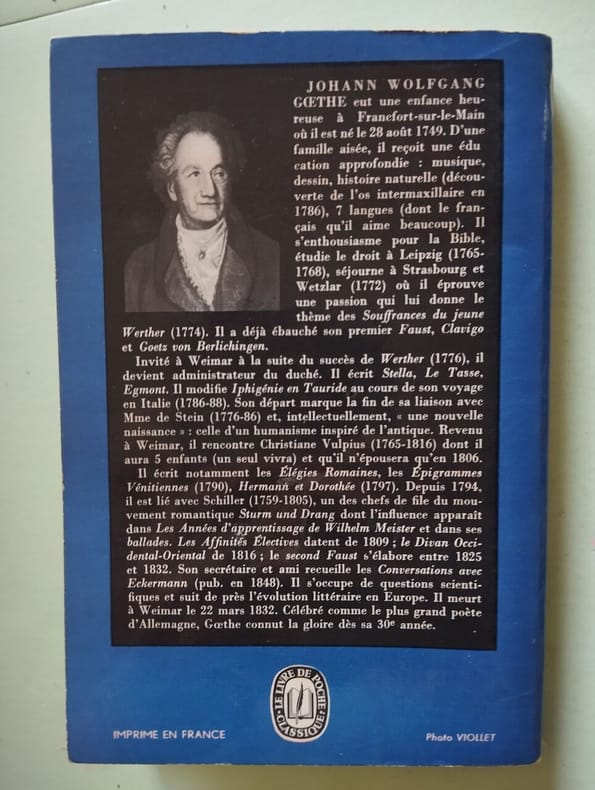 JOHANN WOLFGANG
GŒTHE eut une enfance heu-
reuse à Francfort-sur-le-Main
où il est né le 28 août 1749. D'une
famille aisée, il reçoit une édu
cation approfondie : musique,
dessin, histoire naturelle (décou-
verte de l'os intermaxillaire en
1786), 7 langues (dont le fran-
çais qu'il aime beaucoup). Il
s'enthousiasme pour la Bible,
étudie le droit à Leipzig (1765-
1768), séjourne à Strasbourg et
Wetzlar (1772) où il éprouve
une passion qui lui donne le
thème des Souffrances du jeune
Werther (1774). Il a déjà ébauché son premier Faust, Clavigo
et Goetz von Berlichingen.
Invité à Weimar à la suite du succès de Werther (1776), il
devient administrateur du duché. Il écrit Stella, Le Tasse,
Egmont. Il modifie Iphigénie en Tauride au cours de son voyage
en Italie (1786-88). Son départ marque la fin de sa liaison avec
Mme de Stein (1776-86) et, intellectuellement, « une nouvelle
naissance » : celle d'un humanisme inspiré de l'antique. Revenu
à Weimar, il rencontre Christiane Vulpius (1765-1816) dont il
aura 5 enfants (un seul vivra) et qu'il n'épousera qu'en 1806.
Il écrit notamment les Élégies Romaines, les Épigrammes
Vénitiennes (1790), Hermann et Dorothée (1797). Depuis 1794,
il est lié avec Schiller (1759-1805), un des chefs de file du mou-
vement romantique Sturm und Drang dont l'influence apparaît
dans Les Années d'apprentissage de Wilhelm Meister et dans ses
ballades. Les Affinités Électives datent de 1809 ; le Divan Occi-
dental-Oriental de 1816 ; le second Faust s'élabore entre 1825
et 1832. Son secrétaire et ami recueille les Conversations avec
Eckermann (pub. en 1848). Il s'occupe de questions scienti-
fiques et suit de près l'évolution littéraire en Europe. Il meurt
à Weimar le 22 mars 1832. Célébré comme le plus grand poète
d'Allemagne, Gœthe connut la gloire dès sa 30e année.
LE LIVRE DE POCHE
CLASSIQUE
IMPRIME EN FRANCE
Photo VIOLLET